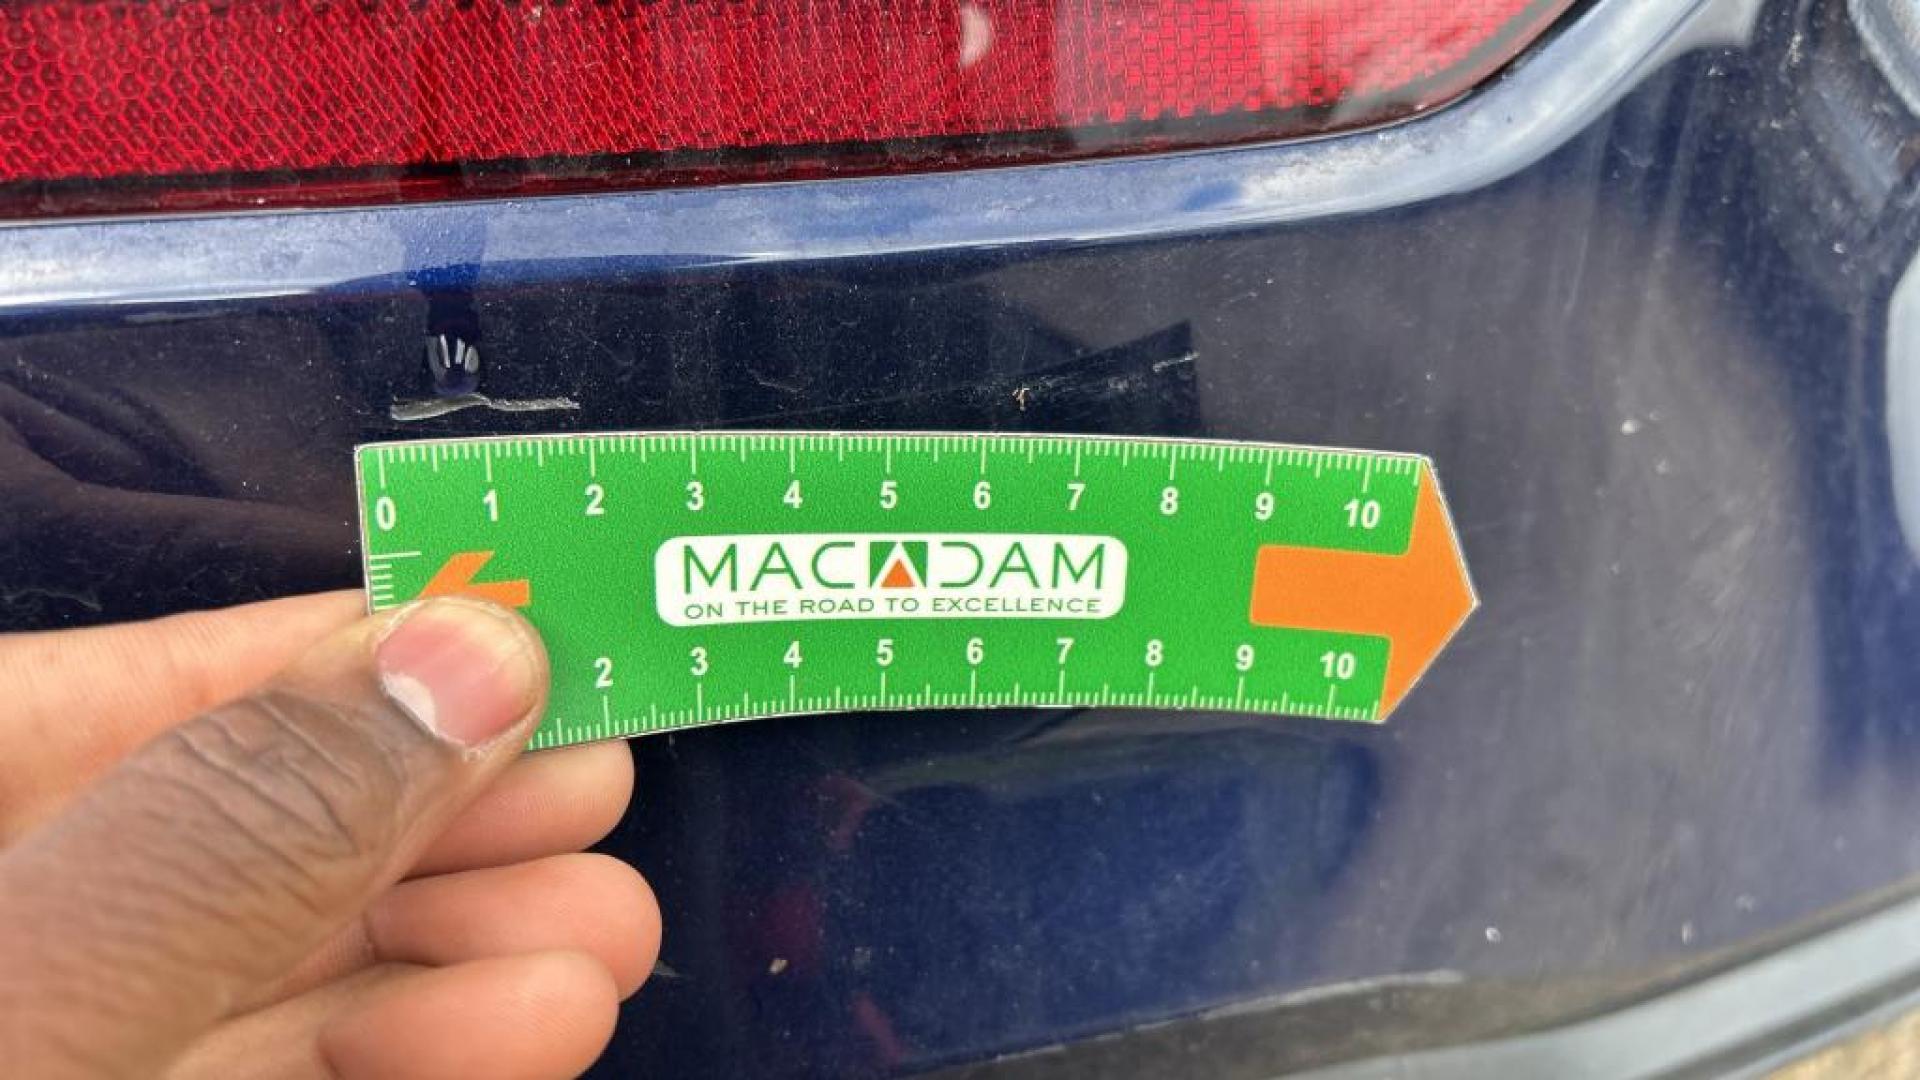 0 1 2 3 4 5 6 7 8 9 10
MACADAM
ON THE ROAD TO EXCELLENCE
2 3 4 5 6 7 8 9 10